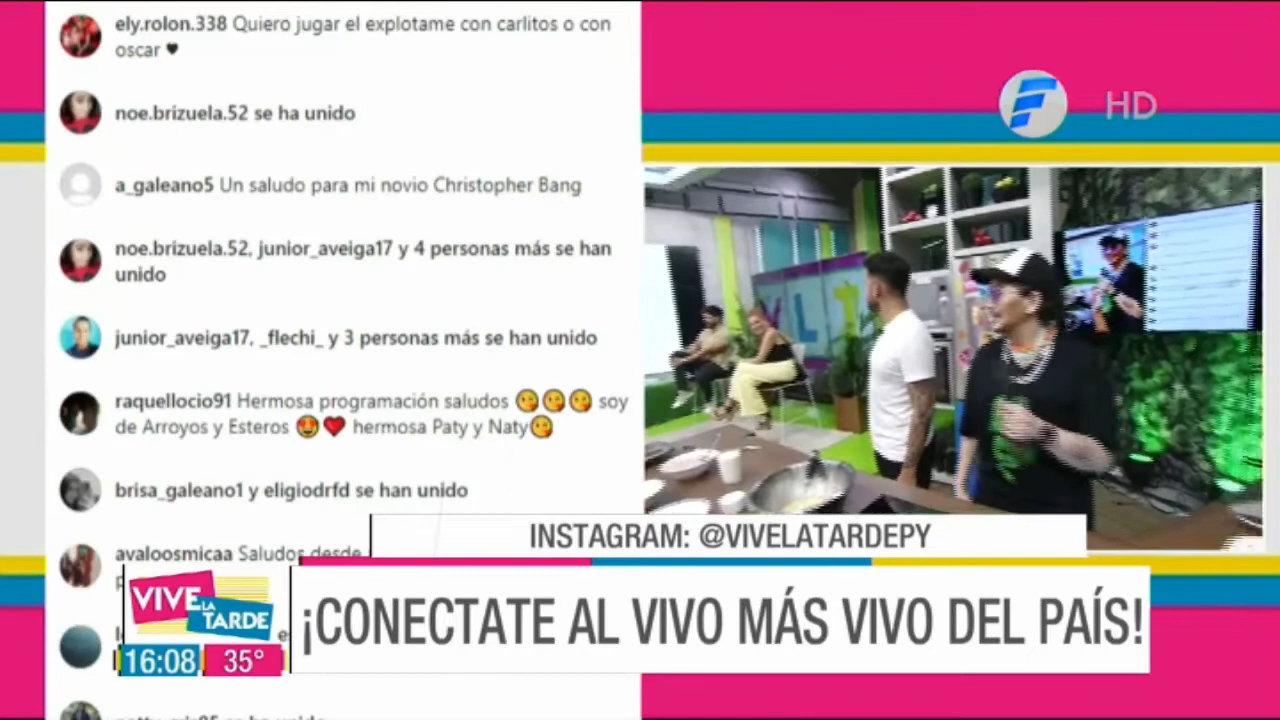 ely.rolon.338 Quiero jugar el explotame con carlitos o con
oscar ♥
noe.brizuela.52 se ha unido
a_galeano5 Un saludo para mi novio Christopher Bang
noe.brizuela.52, junior_aveiga17 y 4 personas más se han
unido
junior_aveiga17, _flechi_ y 3 personas más se han unido
raquellocio91 Hermosa programación saludos 😘😘😘 soy
de Arroyos y Esteros 😍❤️ hermosa Paty y Naty😘
brisa_galeano1 y eligiodrfd se han unido
avaloosmicaa Saludos desde
HD
VLT
INSTAGRAM: @VIVELATARDEPY
VIVE
LA
TARDE
¡CONECTATE AL VIVO MÁS VIVO DEL PAÍS!
16:08 35°